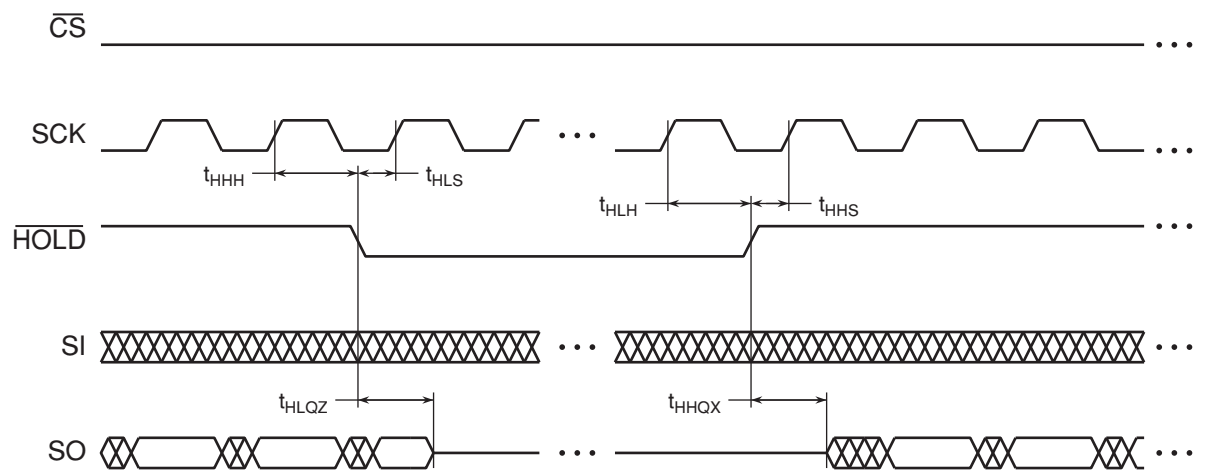 CS
SCK
tHHH
tHLS
tHLH
tHHS
HOLD
SI
tHLQZ
tHHQX
SO